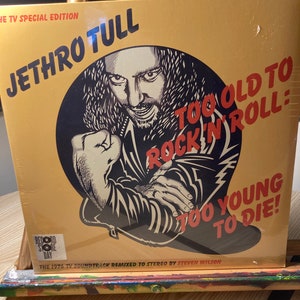 THE TV SPECIAL EDITION
JETHRO TULL
TOO OLD TO
ROCK'N'ROLL:
TOO YOUNG
TO DIE!
RECORD STORE
DAY
THE 1976 TV SOUNDTRACK REMIXED TO STEREO BY STEVEN WILSON